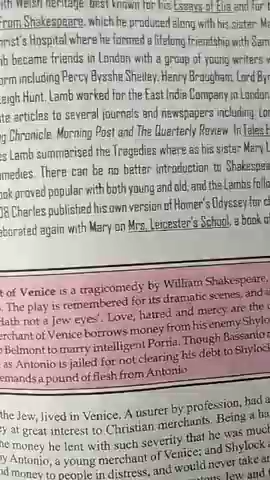 with Welsh heritage best known for his Essays of Elia and for
From Shakespeare, which he produced along with his sister
Christ's Hospital where he formed a lifelong friendship with Sam
became friends in London with a group of young writers w
form including Percy Bysshe Shelley, Henry Brougham, Lord By
Leigh Hunt. Lamb worked for the East India Company in London
articles to several journals and newspapers including
Chronicle, Morning Post and The Quarterly Review. In Tales
Lamb summarised the Tragedies where as his sister Mary
medies. There can be no better introduction to Shakespea
ook proved popular with both young and old, and the Lambs follo
08 Charles published his own version of Homer's Odyssey for
aborated again with Mary on Mrs. Leicester's School, a book of
t of Venice is a tragicomedy by William Shakespeare,
The play is remembered for its dramatic scenes, and
Hath not a Jew eyes'. Love, hatred and mercy are the
erchant of Venice borrows money from his enemy Shylo
Belmont to marry intelligent Portia. Though Bassanio
as Antonio is jailed for not clearing his debt to Shylock
emands a pound of flesh from Antonio
the Jew, lived in Venice. A usurer by profession, had a
y at great interest to Christian merchants. Being a ha
he money he lent with such severity that he was much
y Antonio, a young merchant of Venice; and Shylock
d money to people in distress, and would never take an
Jew and